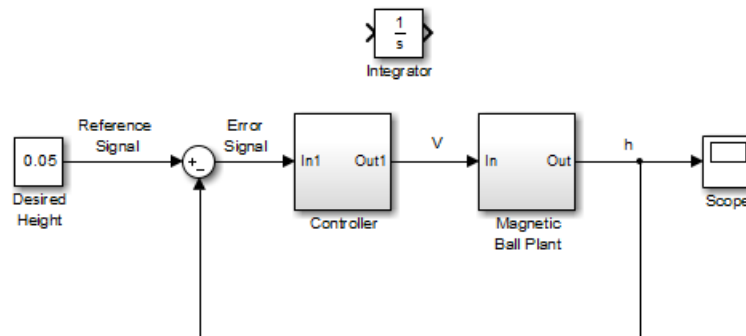 1
s
Integrator
Reference
Signal
Error
Signal
0.05
+
-
In1
Out1
V
In
Out
h
Desired
Height
Controller
Magnetic
Ball Plant
Scope